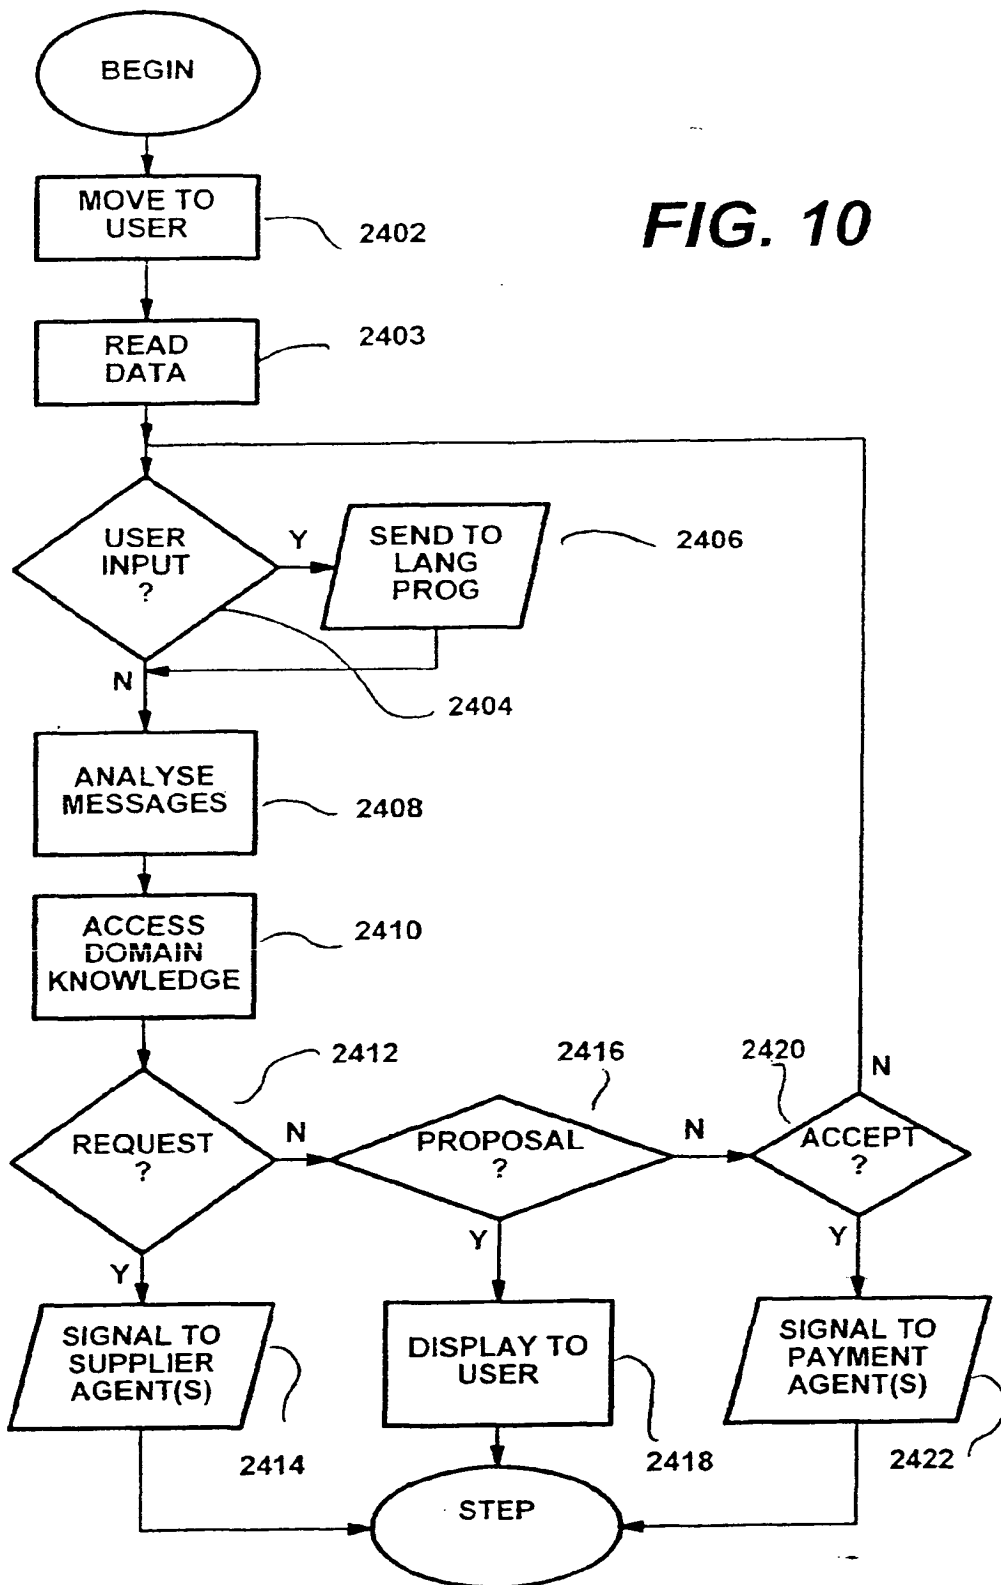 BEGIN
MOVE TO
USER
2402
FIG. 10
READ
DATA
2403
USER
INPUT
?
Y
SEND TO
LANG
PROG
2406
N
2404
ANALYSE
MESSAGES
2408
ACCESS
DOMAIN
KNOWLEDGE
2410
2412
REQUEST
?
N
2416
PROPOSAL
?
N
2420
N
ACCEPT
?
Y
Y
Y
SIGNAL TO
SUPPLIER
AGENT(S)
2414
DISPLAY TO
USER
2418
SIGNAL TO
PAYMENT
AGENT(S)
2422
STEP